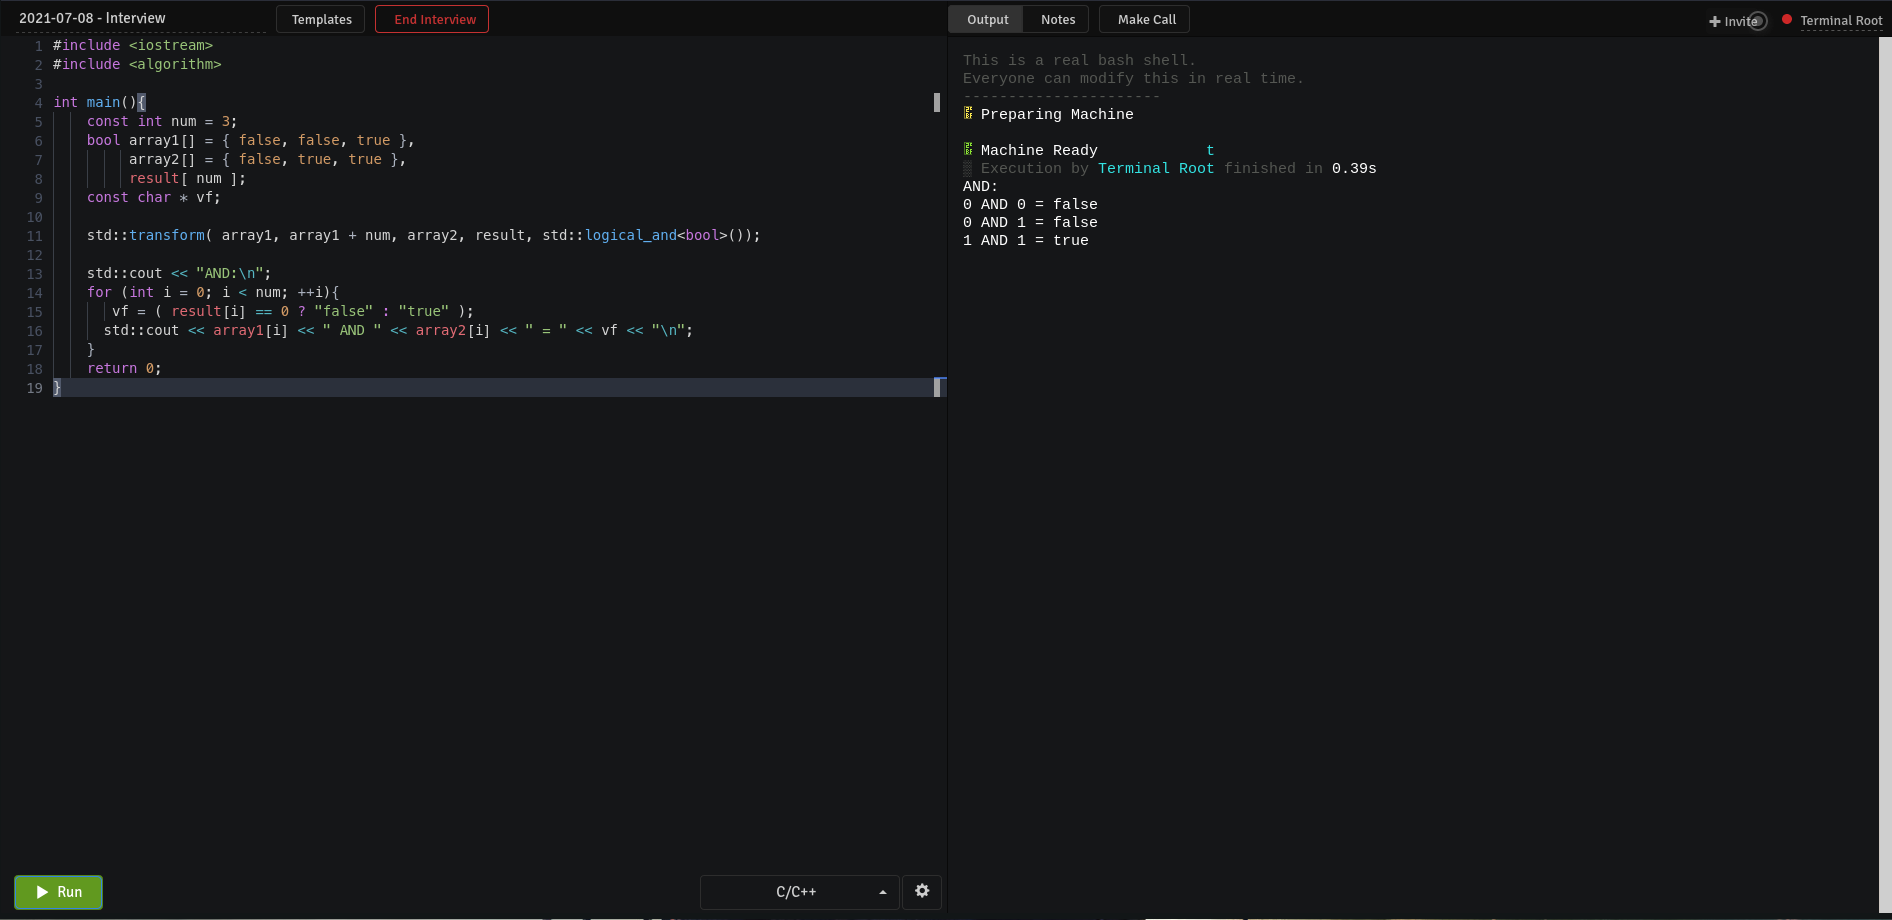 2021-07-08 - Interview Templates End Interview Output Notes Make Call + Invite Terminal Root
1 #include <iostream>
2 #include <algorithm>
3
4 int main(){
5 const int num = 3;
6 bool array1[] = { false, false, true },
7 array2[] = { false, true, true },
8 result[ num ];
9 const char * vf;
10
11 std::transform( array1, array1 + num, array2, result, std::logical_and<bool>());
12
13 std::cout << "AND:\n";
14 for (int i = 0; i < num; ++i){
15 vf = ( result[i] == 0 ? "false" : "true" );
16 std::cout << array1[i] << " AND " << array2[i] << " = " << vf << "\n";
17 }
18 return 0;
19 }
This is a real bash shell.
Everyone can modify this in real time.
----------------------
Preparing Machine
Machine Ready t
Execution by Terminal Root finished in 0.39s
AND:
0 AND 0 = false
0 AND 1 = false
1 AND 1 = true
Run C/C++